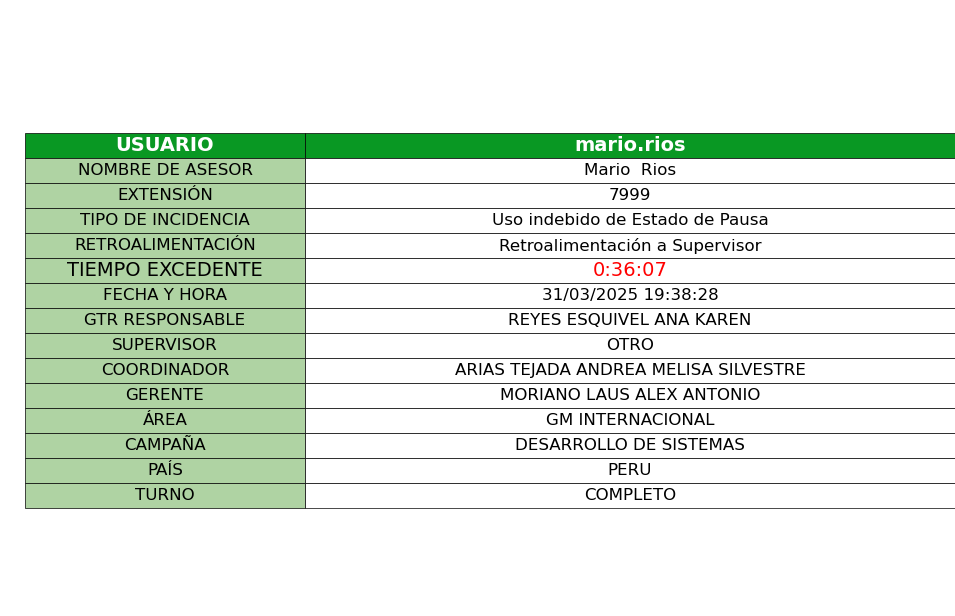 USUARIO mario.rios
NOMBRE DE ASESOR Mario  Rios
EXTENSIÓN 7999
TIPO DE INCIDENCIA Uso indebido de Estado de Pausa
RETROALIMENTACIÓN Retroalimentación a Supervisor
TIEMPO EXCEDENTE 0:36:07
FECHA Y HORA 31/03/2025 19:38:28
GTR RESPONSABLE REYES ESQUIVEL ANA KAREN
SUPERVISOR OTRO
COORDINADOR ARIAS TEJADA ANDREA MELISA SILVESTRE
GERENTE MORIANO LAUS ALEX ANTONIO
ÁREA GM INTERNACIONAL
CAMPAÑA DESARROLLO DE SISTEMAS
PAÍS PERU
TURNO COMPLETO